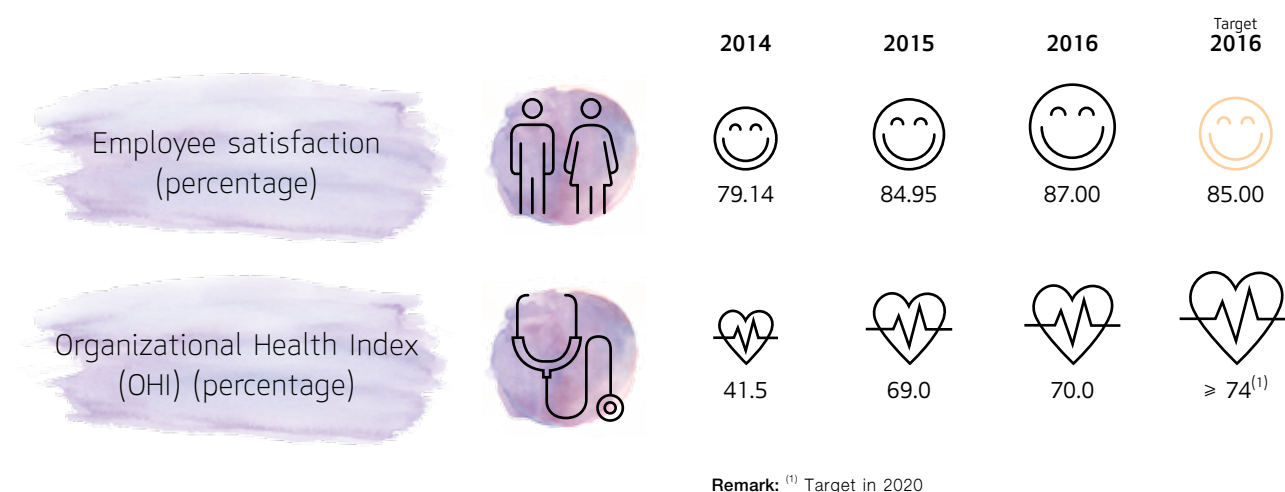 Target
2014 2015 2016 2016
Employee satisfaction
(percentage)
79.14 84.95 87.00 85.00
Organizational Health Index
(OHI) (percentage)
41.5 69.0 70.0 ⩾ 74(1)
Remark: (1) Target in 2020